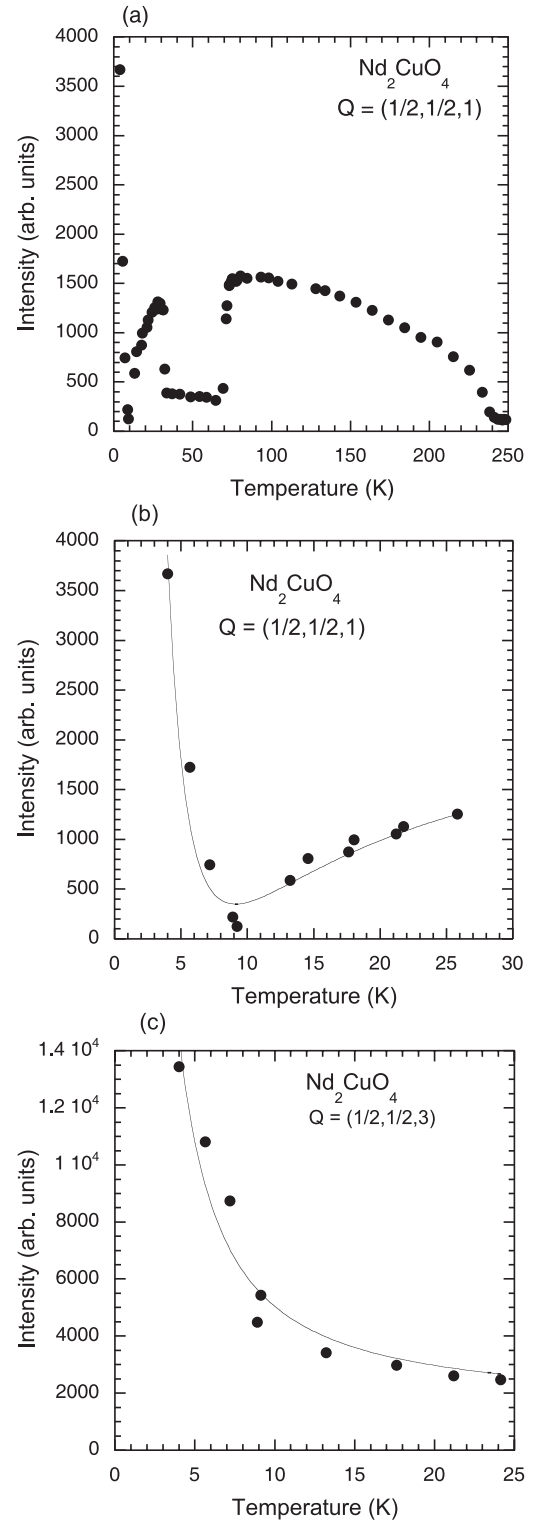 (a)
4000
3500
3000
2500
2000
1500
1000
500
0
Nd2CuO4
Q = (1/2,1/2,1)
Intensity (arb. units)
0 50 100 150 200 250
Temperature (K)
(b)
4000
3500
3000
2500
2000
1500
1000
500
0
Nd2CuO4
Q = (1/2,1/2,1)
Intensity (arb. units)
0 5 10 15 20 25 30
Temperature (K)
(c)
1.4 10^4
1.2 10^4
1 10^4
8000
6000
4000
2000
0
Nd2CuO4
Q = (1/2,1/2,3)
Intensity (arb. units)
0 5 10 15 20 25
Temperature (K)